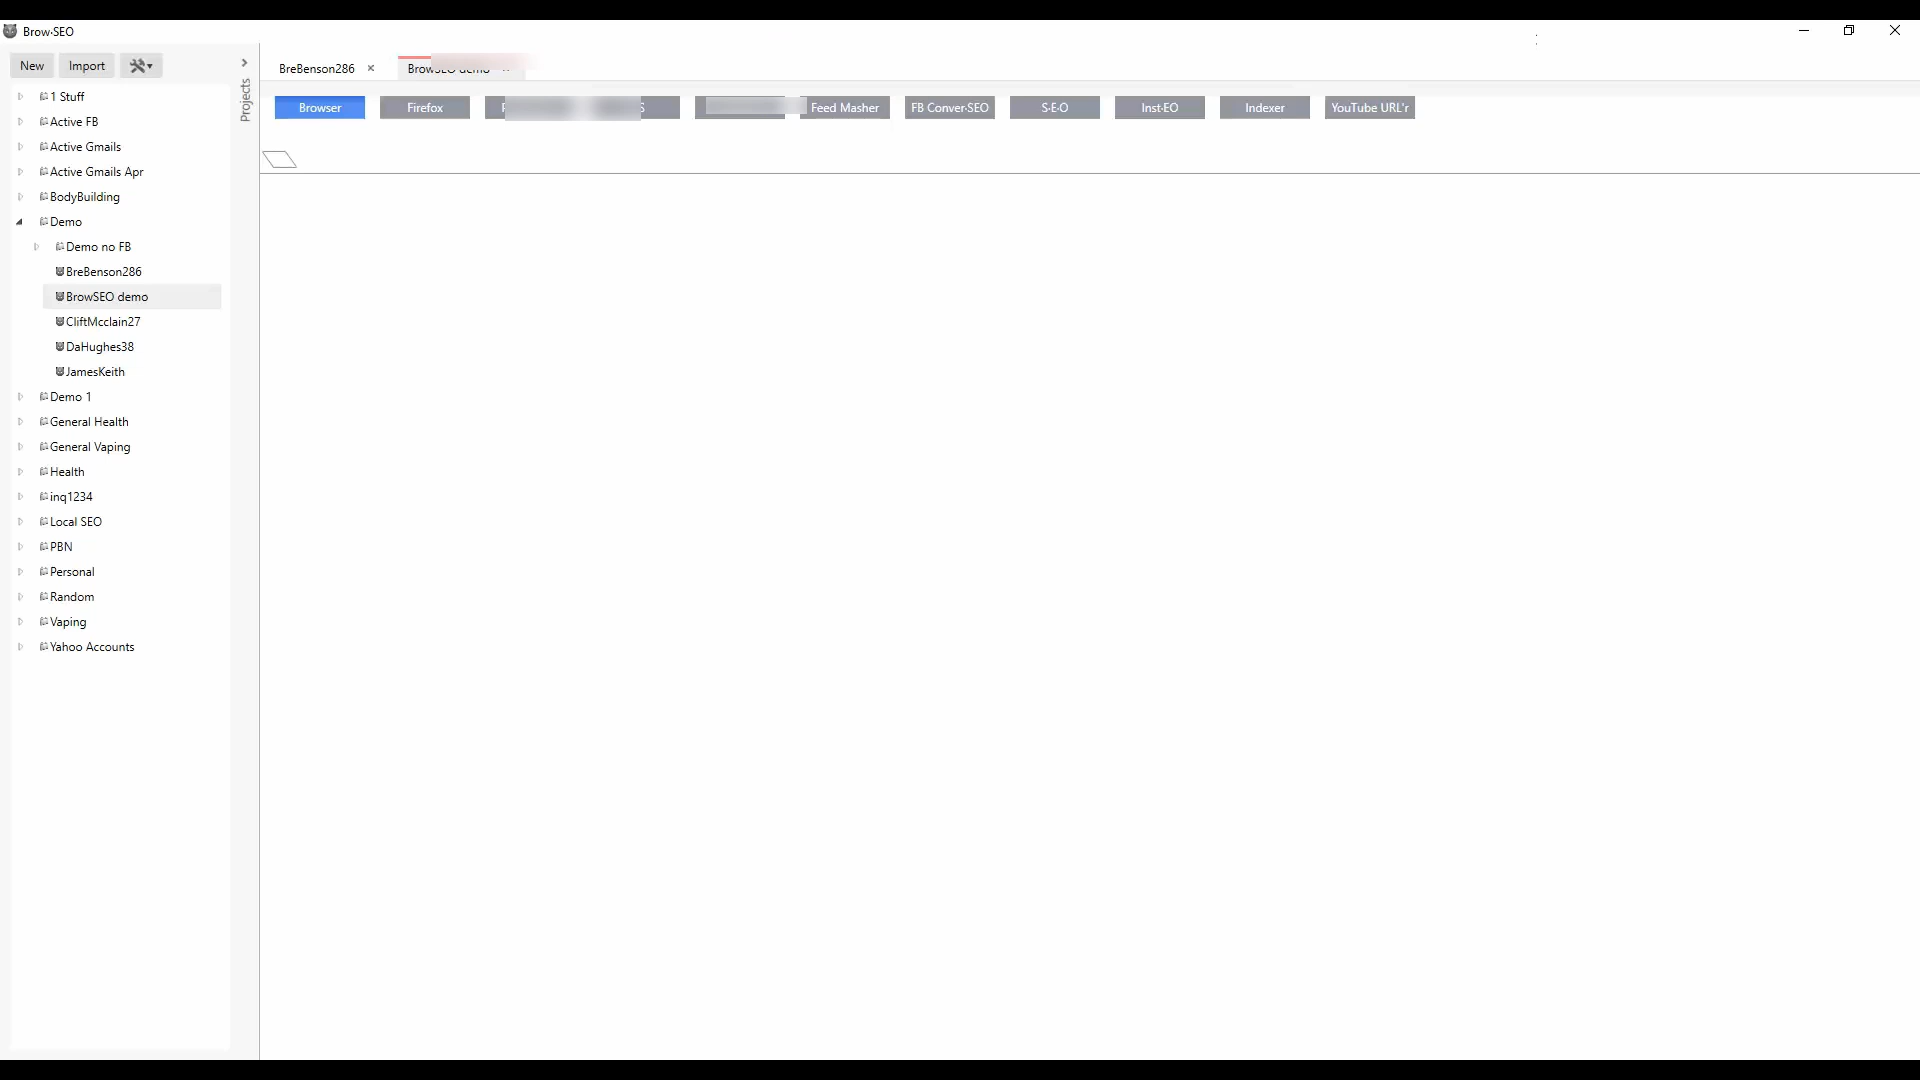 Brow·SEO
New
Import
Projects
1 Stuff
Active FB
Active Gmails
Active Gmails Apr
BodyBuilding
Demo
Demo no FB
BreBenson286
BrowSEO demo
CliftMcclain27
DaHughes38
JamesKeith
Demo 1
General Health
General Vaping
Health
inq1234
Local SEO
PBN
Personal
Random
Vaping
Yahoo Accounts
BreBenson286
BrowSEO demo
Browser
Firefox
Feed Masher
FB Conver·SEO
S·E·O
Inst·EO
Indexer
YouTube URL'r